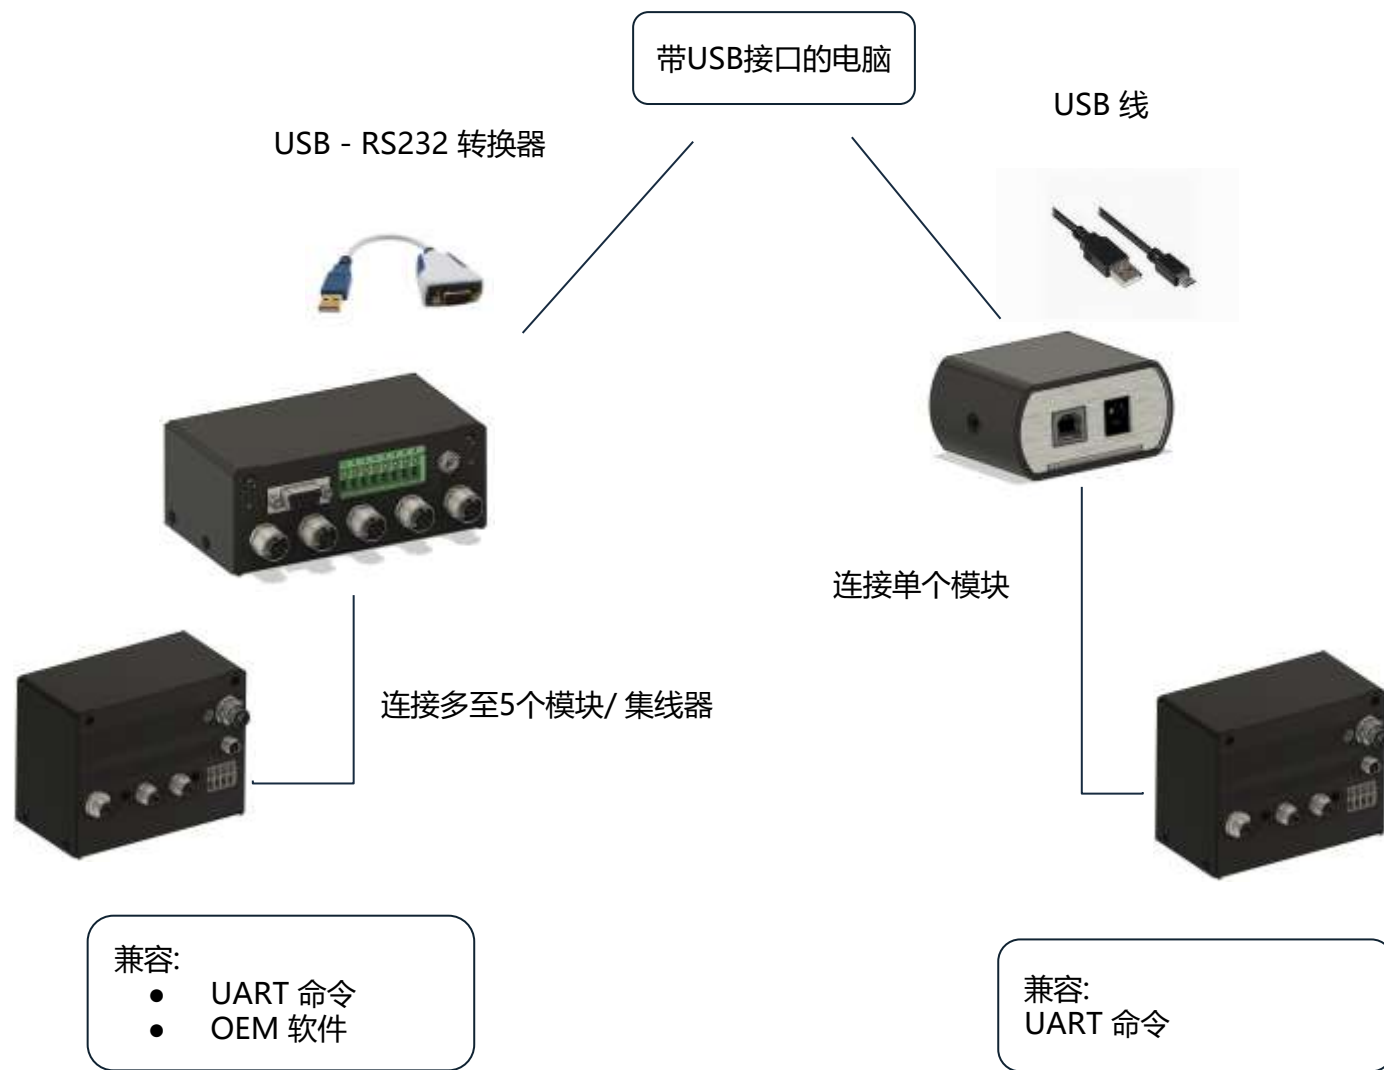 带USB接口的电脑
USB 线
USB - RS232 转换器
连接单个模块
连接多至5个模块/ 集线器
兼容:
● UART 命令
● OEM 软件
兼容:
UART 命令